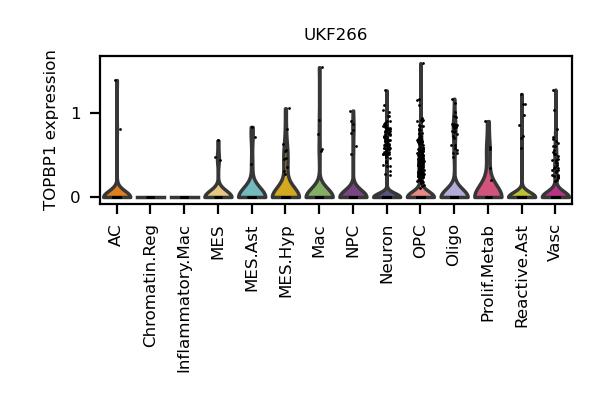 UKF266
TOPBP1 expression
1
0
AC
Chromatin.Reg
Inflammatory.Mac
MES
MES.Ast
MES.Hyp
Mac
NPC
Neuron
OPC
Oligo
Prolif.Metab
Reactive.Ast
Vasc